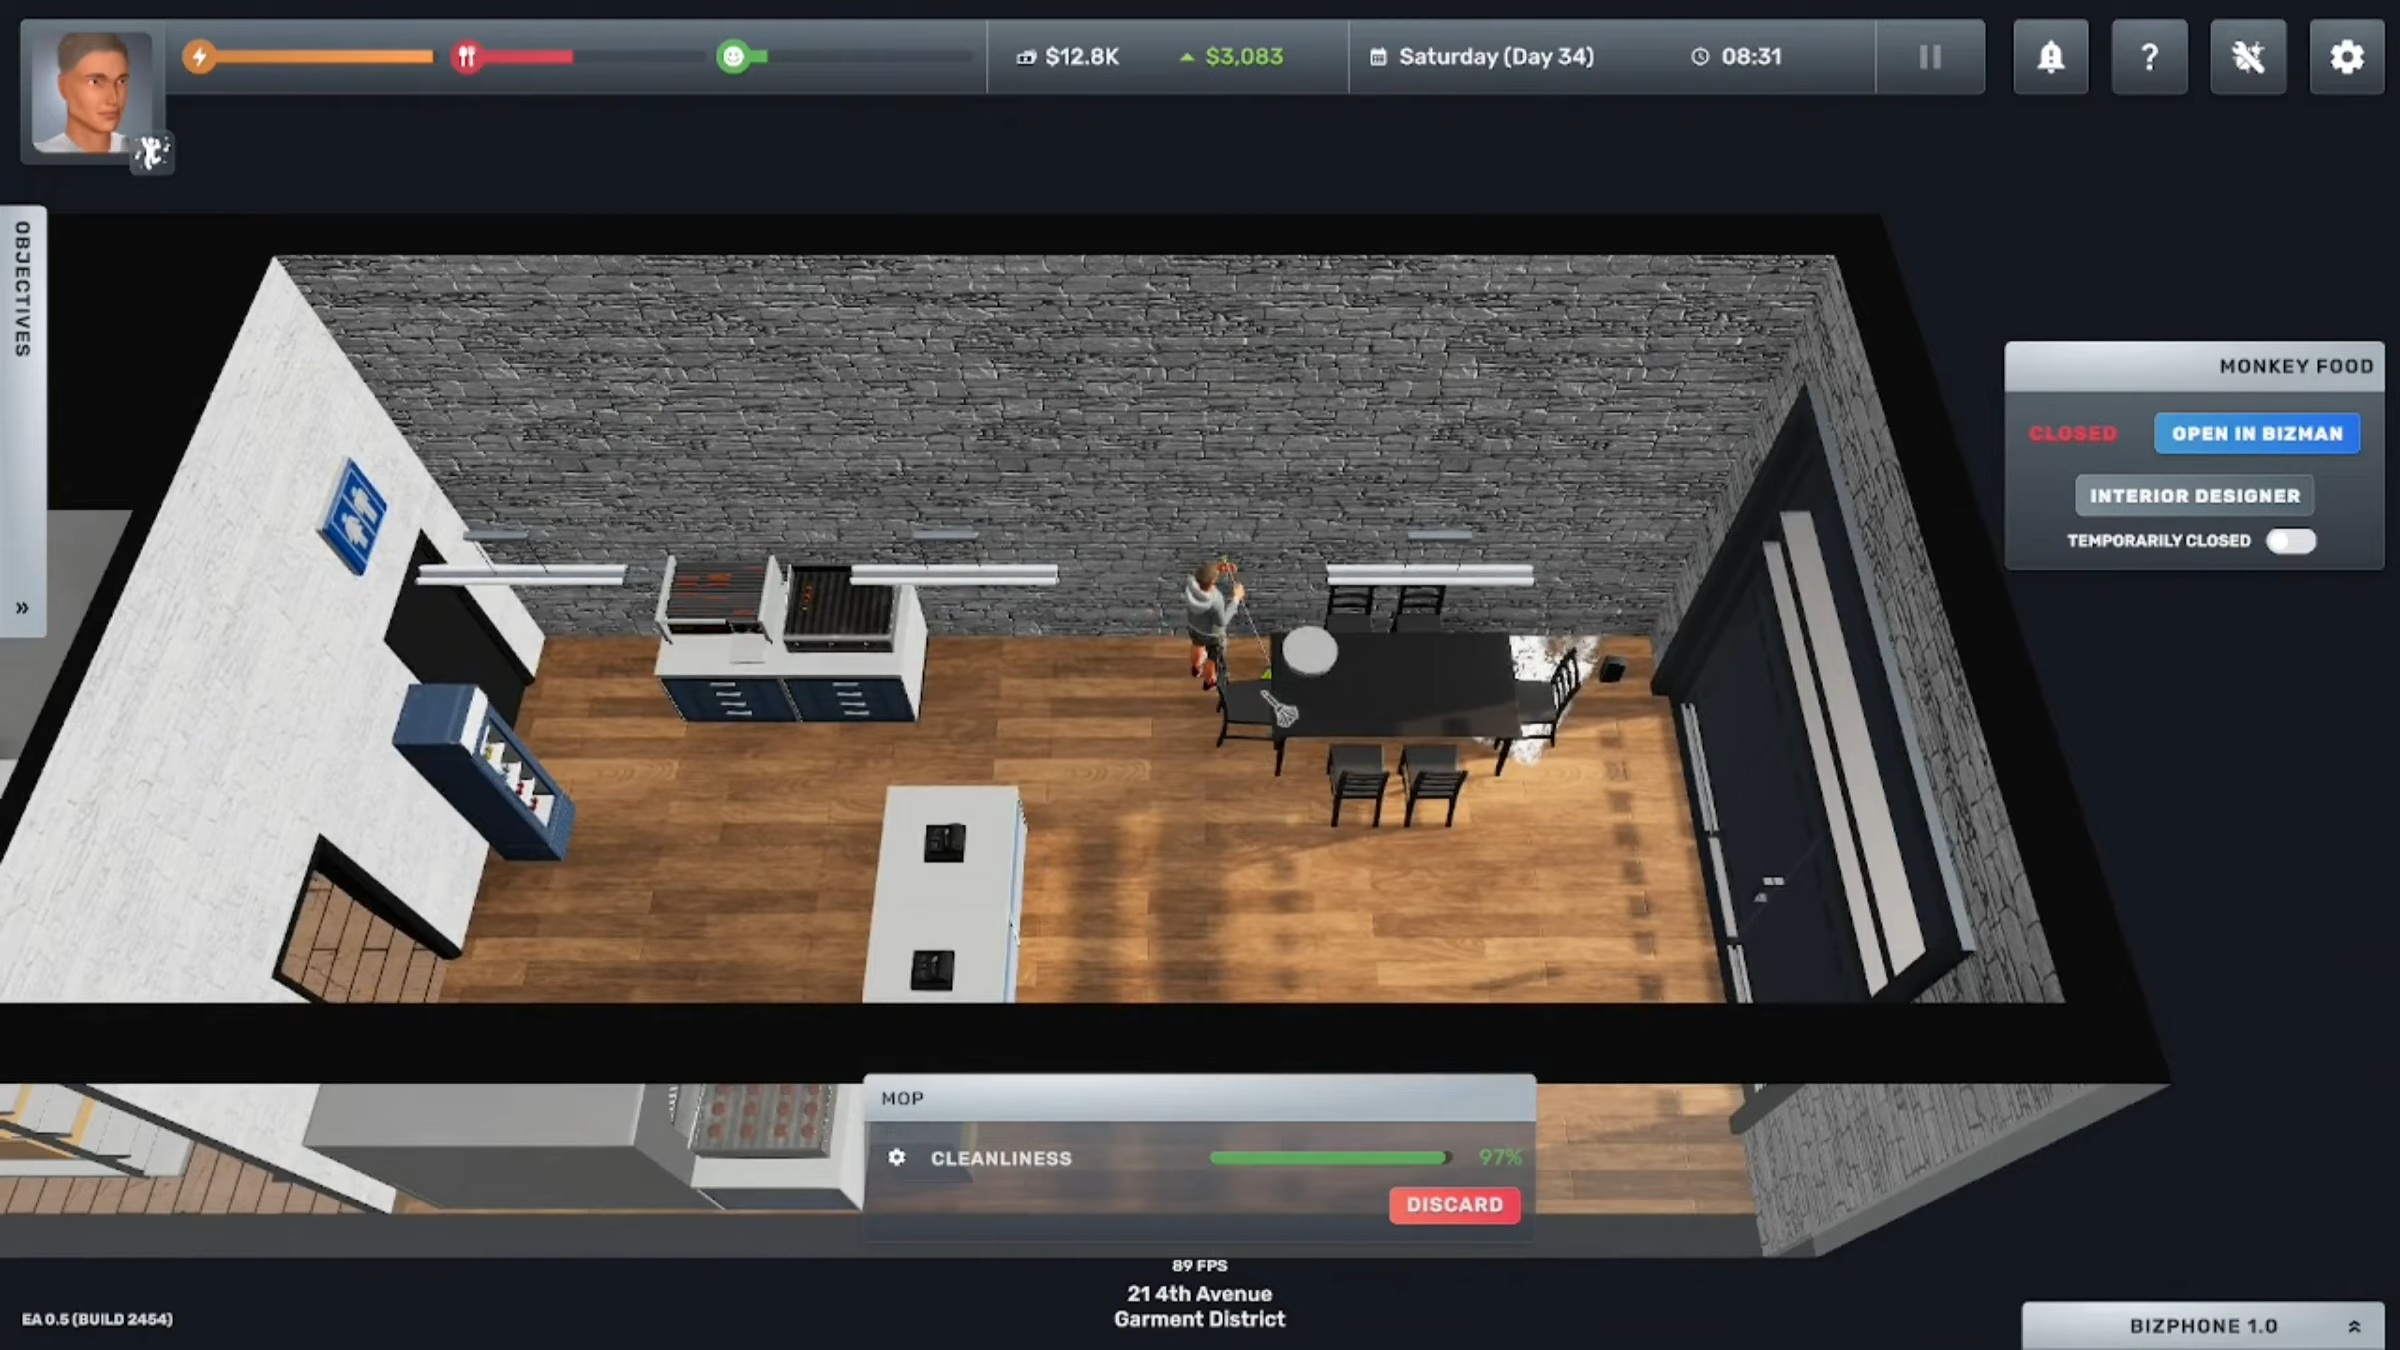 $12.8K
$3,083
Saturday (Day 34)
08:31
?
OBJECTIVES
»
MONKEY FOOD
CLOSED
OPEN IN BIZMAN
INTERIOR DESIGNER
TEMPORARILY CLOSED
MOP
CLEANLINESS
97%
DISCARD
89 FPS
21 4th Avenue
Garment District
EA 0.5 (BUILD 2454)
BIZPHONE 1.0